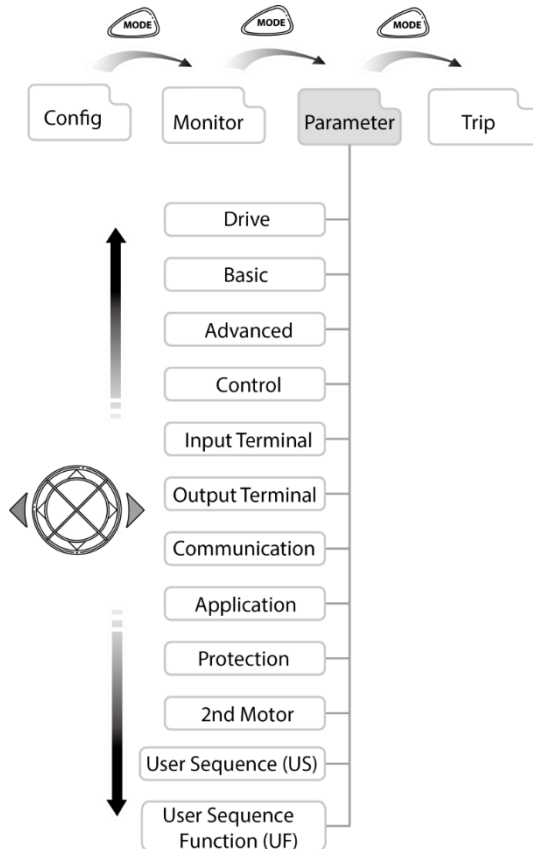 MODE
MODE
MODE
Config
Monitor
Parameter
Trip
Drive
Basic
Advanced
Control
Input Terminal
Output Terminal
Communication
Application
Protection
2nd Motor
User Sequence (US)
User Sequence
Function (UF)